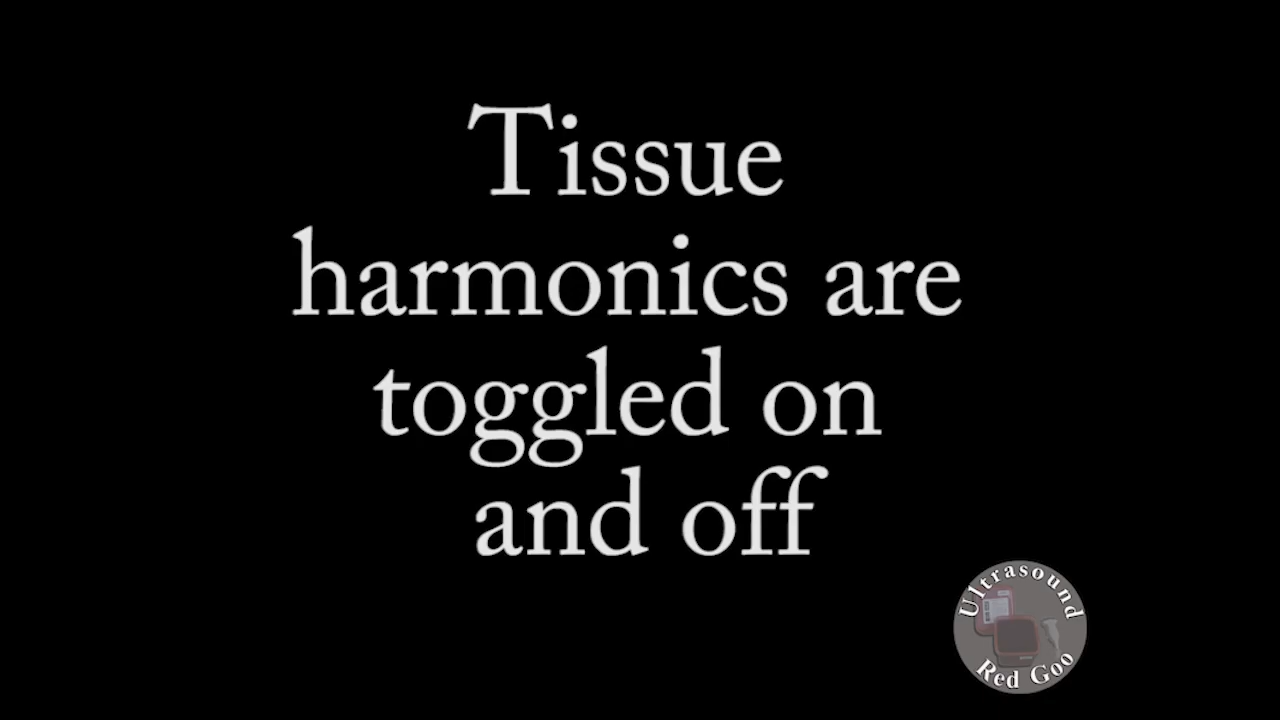 Tissue
harmonics are
toggled on
and off
Ultrasound
Red Goo